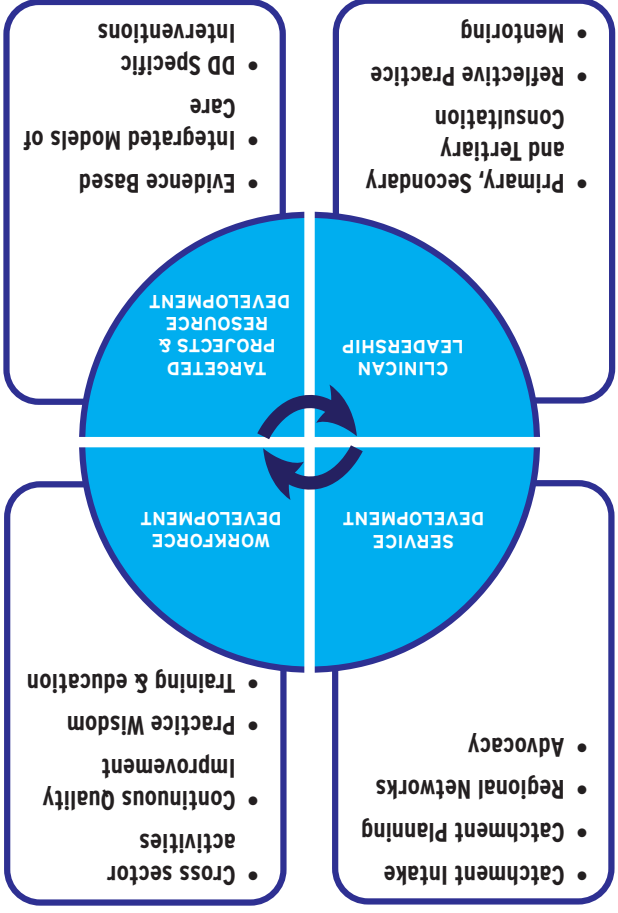 • Catchment Intake
• Catchment Planning
• Regional Networks
• Advocacy
• Cross sector
activities
• Continuous Quality
Improvement
• Practice Wisdom
• Training & education
SERVICE
DEVELOPMENT
WORKFORCE
DEVELOPMENT
CLINICAN
LEADERSHIP
TARGETED
PROJECTS &
RESOURCE
DEVELOPMENT
• Primary, Secondary
and Tertiary
Consultation
• Reflective Practice
• Mentoring
• Evidence Based
• Integrated Models of
Care
• DD Specific
Interventions